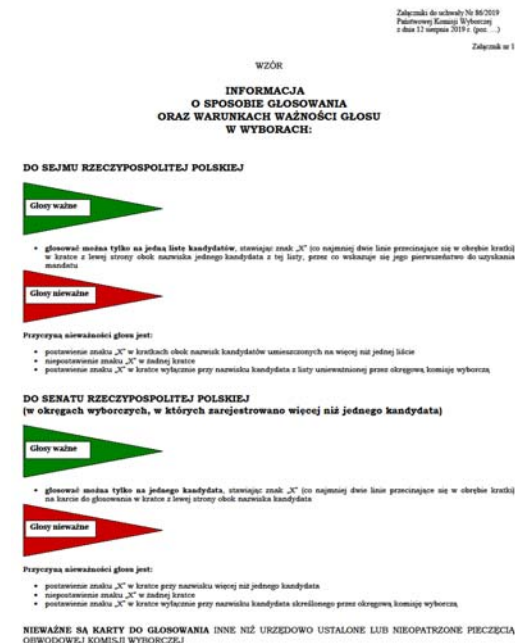 Załączniki do uchwały Nr 86/2019
Państwowej Komisji Wyborczej
z dnia 12 sierpnia 2019 r. (poz. …)
Załącznik nr 1
WZÓR
INFORMACJA
O SPOSOBIE GŁOSOWANIA
ORAZ WARUNKACH WAŻNOŚCI GŁOSU
W WYBORACH:
DO SEJMU RZECZYPOSPOLITEJ POLSKIEJ
Głosy ważne
• głosować można tylko na jedną listę kandydatów, stawiając znak „X” (co najmniej dwie linie przecinające się w obrębie kratki)
w kratce z lewej strony obok nazwiska jednego kandydata z tej listy, przez co wskazuje się jego pierwszeństwo do uzyskania
mandatu
Głosy nieważne
Przyczyną nieważności głosu jest:
• postawienie znaku „X” w kratkach obok nazwisk kandydatów umieszczonych na więcej niż jednej liście
• niepostawienie znaku „X” w żadnej kratce
• postawienie znaku „X” w kratce wyłącznie przy nazwisku kandydata z listy unieważnionej przez okręgową komisję wyborczą
DO SENATU RZECZYPOSPOLITEJ POLSKIEJ
(w okręgach wyborczych, w których zarejestrowano więcej niż jednego kandydata)
Głosy ważne
• głosować można tylko na jednego kandydata, stawiając znak „X” (co najmniej dwie linie przecinające się w obrębie kratki)
na karcie do głosowania w kratce z lewej strony obok nazwiska kandydata
Głosy nieważne
Przyczyną nieważności głosu jest:
• postawienie znaku „X” w kratce przy nazwisku więcej niż jednego kandydata
• niepostawienie znaku „X” w żadnej kratce
• postawienie znaku „X” w kratce wyłącznie przy nazwisku kandydata skreślonego przez okręgową komisję wyborczą
NIEWAŻNE SĄ KARTY DO GŁOSOWANIA INNE NIŻ URZĘDOWO USTALONE LUB NIEOPATRZONE PIECZĘCIĄ
OBWODOWEJ KOMISJI WYBORCZEJ